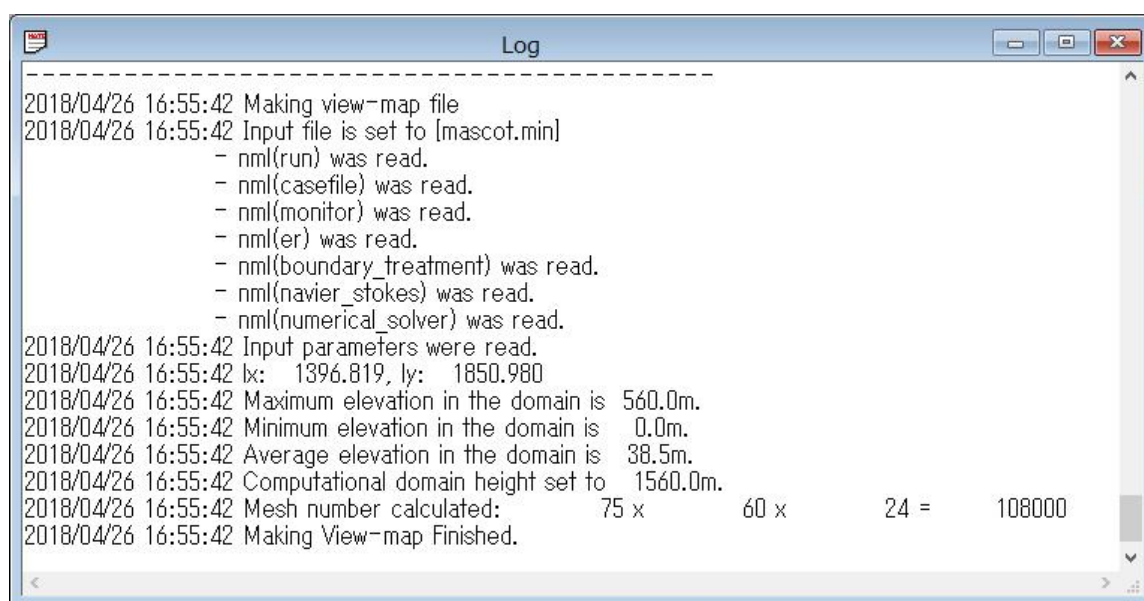 Log
-------------------------------------------
2018/04/26 16:55:42 Making view-map file
2018/04/26 16:55:42 Input file is set to [mascot.min]
- nml(run) was read.
- nml(casefile) was read.
- nml(monitor) was read.
- nml(er) was read.
- nml(boundary_treatment) was read.
- nml(navier_stokes) was read.
- nml(numerical_solver) was read.
2018/04/26 16:55:42 Input parameters were read.
2018/04/26 16:55:42 lx: 1396.819, ly: 1850.980
2018/04/26 16:55:42 Maximum elevation in the domain is 560.0m.
2018/04/26 16:55:42 Minimum elevation in the domain is 0.0m.
2018/04/26 16:55:42 Average elevation in the domain is 38.5m.
2018/04/26 16:55:42 Computational domain height set to 1560.0m.
2018/04/26 16:55:42 Mesh number calculated: 75 x 60 x 24 = 108000
2018/04/26 16:55:42 Making View-map Finished.